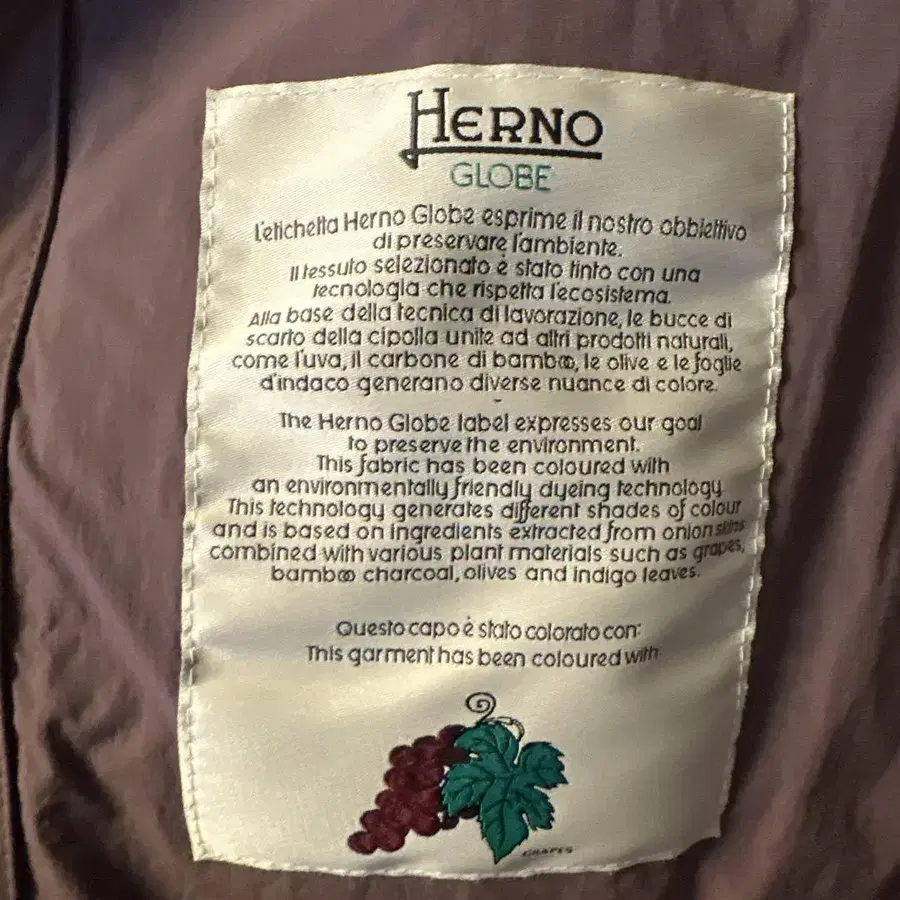 HERNO
GLOBE
L'etichetta Herno Globe esprime il nostro obbiettivo
di preservare l'ambiente.
Il tessuto selezionato è stato tinto con una
tecnologia che rispetta l'ecosistema.
Alla base della tecnica di lavorazione, le bucce di
scarto della cipolla unite ad altri prodotti naturali,
come l'uva, il carbone di bamboo, le olive e le foglie
d'indaco generano diverse nuance di colore.
-
The Herno Globe label expresses our goal
to preserve the environment.
This fabric has been coloured with
an environmentally friendly dyeing technology.
This technology generates different shades of colour
and is based on ingredients extracted from onion skins
combined with various plant materials such as grapes,
bamboo charcoal, olives and indigo leaves.
Questo capo è stato colorato con:
This garment has been coloured with
GRAPES